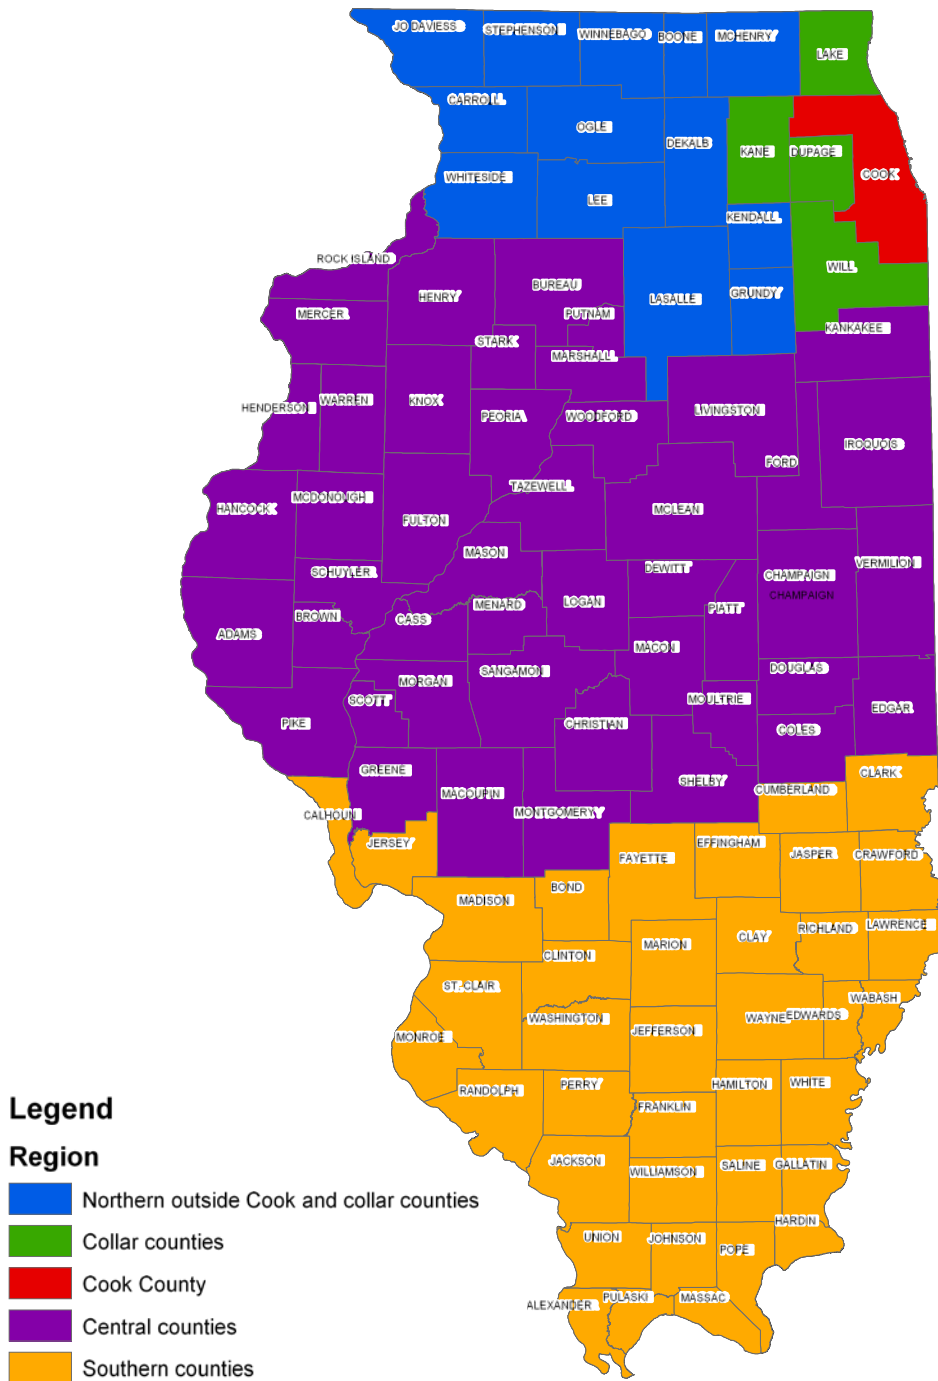 JO DAVIESS
STEPHENSON
WINNEBAGO
BOONE
MCHENRY
LAKE
CARROLL
OGLE
DEKALB
KANE
DUPAGE
COOK
WHITESIDE
LEE
KENDALL
ROCK ISLAND
HENRY
BUREAU
LASALLE
GRUNDY
WILL
MERCER
PUTNAM
KANKAKEE
STARK
MARSHALL
HENDERSON
WARREN
KNOX
PEORIA
WOODFORD
LIVINGSTON
FORD
IROQUOIS
HANCOCK
MCDONOUGH
FULTON
TAZEWELL
MCLEAN
MASON
SCHUYLER
DEWITT
CHAMPAIGN
CHAMPAIGN
VERMILION
ADAMS
BROWN
CASS
MENARD
LOGAN
PIATT
MACON
DOUGLAS
SANGAMON
MORGAN
SCOTT
MOULTRIE
PIKE
CHRISTIAN
COLES
EDGAR
GREENE
MACOUPIN
MONTGOMERY
SHELBY
CUMBERLAND
CLARK
CALHOUN
JERSEY
FAYETTE
EFFINGHAM
JASPER
CRAWFORD
MADISON
BOND
MARION
CLAY
RICHLAND
LAWRENCE
CLINTON
ST. CLAIR
WASHINGTON
JEFFERSON
WAYNE
EDWARDS
WABASH
MONROE
RANDOLPH
PERRY
FRANKLIN
HAMILTON
WHITE
JACKSON
WILLIAMSON
SALINE
GALLATIN
UNION
JOHNSON
POPE
HARDIN
ALEXANDER
PULASKI
MASSAC
Legend
Region
Northern outside Cook and collar counties
Collar counties
Cook County
Central counties
Southern counties